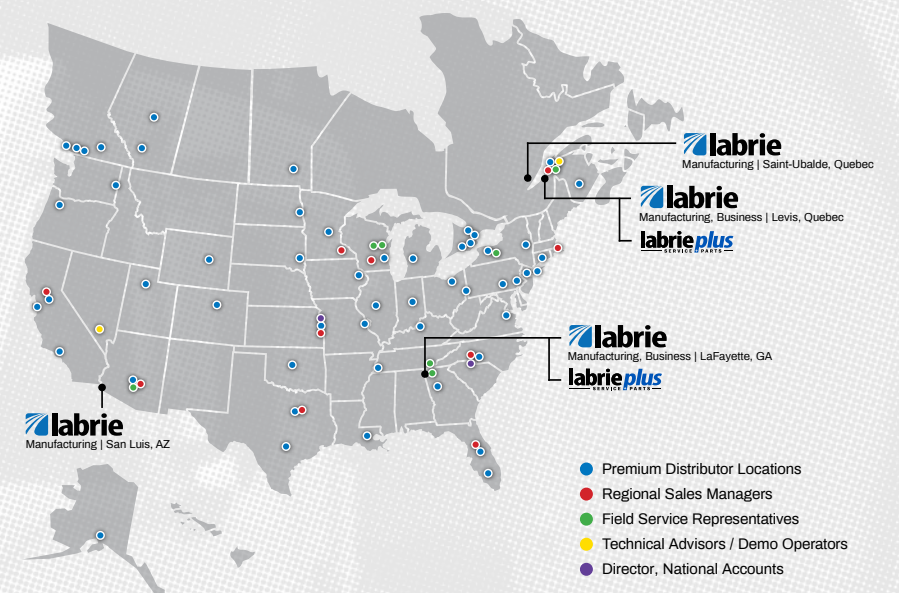 labrie
Manufacturing | Saint-Ubalde, Quebec
labrie
Manufacturing, Business | Levis, Quebec
labrieplus
SERVICE & PARTS
labrie
Manufacturing, Business | LaFayette, GA
labrieplus
SERVICE & PARTS
labrie
Manufacturing | San Luis, AZ
Premium Distributor Locations
Regional Sales Managers
Field Service Representatives
Technical Advisors / Demo Operators
Director, National Accounts